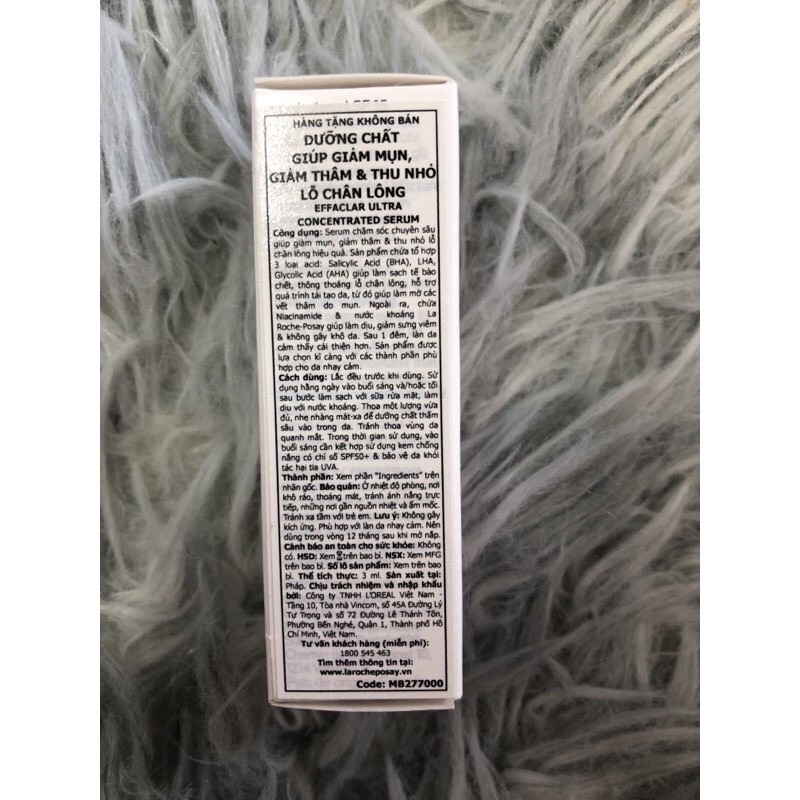 HÀNG TẶNG KHÔNG BÁN
DƯỠNG CHẤT
GIÚP GIẢM MỤN,
GIẢM THÂM & THU NHỎ
LỖ CHÂN LÔNG
EFFACLAR ULTRA
CONCENTRATED SERUM
Công dụng: Serum chăm sóc chuyên sâu
giúp giảm mụn, giảm thâm & thu nhỏ lỗ
chân lông hiệu quả. Sản phẩm chứa tổ hợp
3 loại acid: Salicylic Acid (BHA), LHA,
Glycolic Acid (AHA) giúp làm sạch tế bào
chết, thông thoáng lỗ chân lông, hỗ trợ
quá trình tái tạo da, từ đó giúp làm mờ các
vết thâm do mụn. Ngoài ra, chứa
Niacinamide & nước khoáng La
Roche-Posay giúp làm dịu, giảm sưng viêm
& không gây khô da. Sau 1 đêm, làn da
cảm thấy cải thiện hơn. Sản phẩm được
lựa chọn kĩ càng với các thành phần phù
hợp cho da nhạy cảm.
Cách dùng: Lắc đều trước khi dùng. Sử
dụng hằng ngày vào buổi sáng và/hoặc tối
sau bước làm sạch với sữa rửa mặt, làm
dịu với nước khoáng. Thoa một lượng vừa
đủ, nhẹ nhàng mát-xa để dưỡng chất thấm
sâu vào trong da. Tránh thoa vùng da
quanh mắt. Trong thời gian sử dụng, vào
buổi sáng cần kết hợp sử dụng kem chống
nắng có chỉ số SPF50+ & bảo vệ da khỏi
tác hại tia UVA.
Thành phần: Xem phần "Ingredients" trên
nhãn gốc. Bảo quản: Ở nhiệt độ phòng, nơi
khô ráo, thoáng mát, tránh ánh nắng trực
tiếp, những nơi gần nguồn nhiệt và ẩm mốc.
Tránh xa tầm với trẻ em. Lưu ý: Không gây
kích ứng. Phù hợp với làn da nhạy cảm. Nên
dùng trong vòng 12 tháng sau khi mở nắp.
Cảnh báo an toàn cho sức khỏe: Không
có. HSD: Xem trên bao bì. NSX: Xem MFG
trên bao bì. Số lô sản phẩm: Xem trên bao
bì. Thể tích thực: 3 ml. Sản xuất tại:
Pháp. Chịu trách nhiệm và nhập khẩu
bởi: Công ty TNHH L'OREAL Việt Nam -
Tầng 10, Tòa nhà Vincom, số 45A Đường Lý
Tự Trọng và số 72 Đường Lê Thánh Tôn,
Phường Bến Nghé, Quận 1, Thành phố Hồ
Chí Minh, Việt Nam.
Tư vấn khách hàng (miễn phí):
1800 545 463
Tìm thêm thông tin tại:
www.larocheposay.vn
Code: MB277000